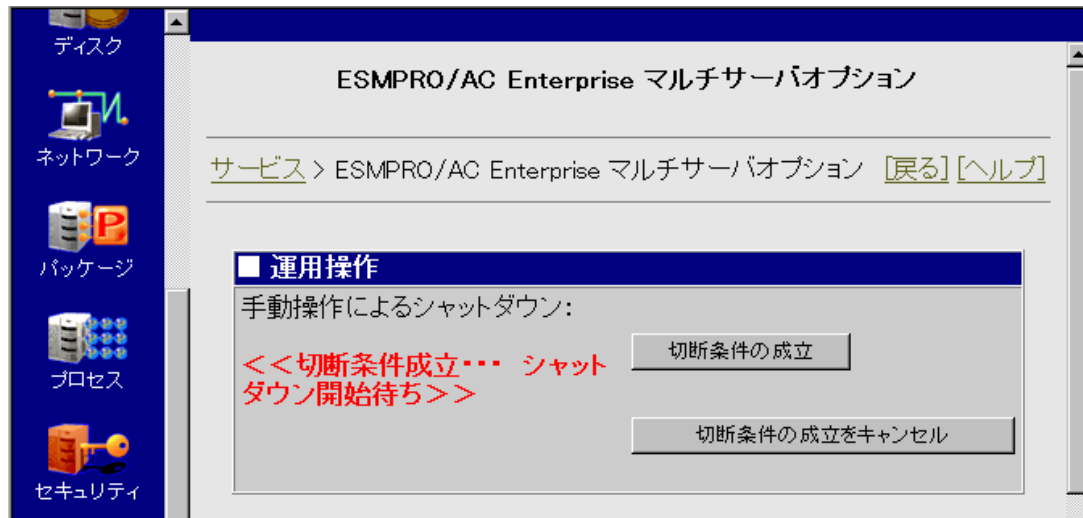 ディスク
ネットワーク
パッケージ
プロセス
セキュリティ
ESMPRO/AC Enterprise マルチサーバオプション
サービス > ESMPRO/AC Enterprise マルチサーバオプション [戻る] [ヘルプ]
■ 運用操作
手動操作によるシャットダウン:
<<切断条件成立・・・ シャット
ダウン開始待ち>>
切断条件の成立
切断条件の成立をキャンセル